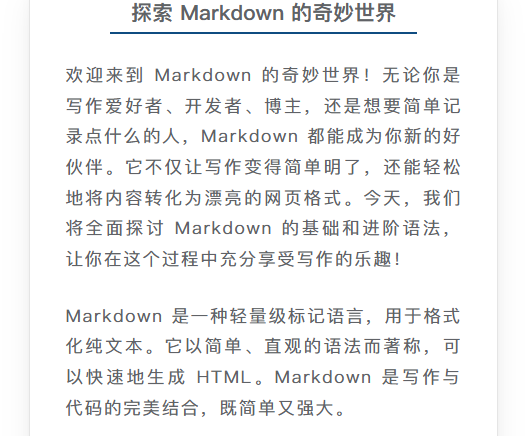 探索 Markdown 的奇妙世界
欢迎来到 Markdown 的奇妙世界！无论你是
写作爱好者、开发者、博主，还是想要简单记
录点什么的人，Markdown 都能成为你新的好
伙伴。它不仅让写作变得简单明了，还能轻松
地将内容转化为漂亮的网页格式。今天，我们
将全面探讨 Markdown 的基础和进阶语法，
让你在这个过程中充分享受写作的乐趣！
Markdown 是一种轻量级标记语言，用于格式
化纯文本。它以简单、直观的语法而著称，可
以快速地生成 HTML。Markdown 是写作与
代码的完美结合，既简单又强大。